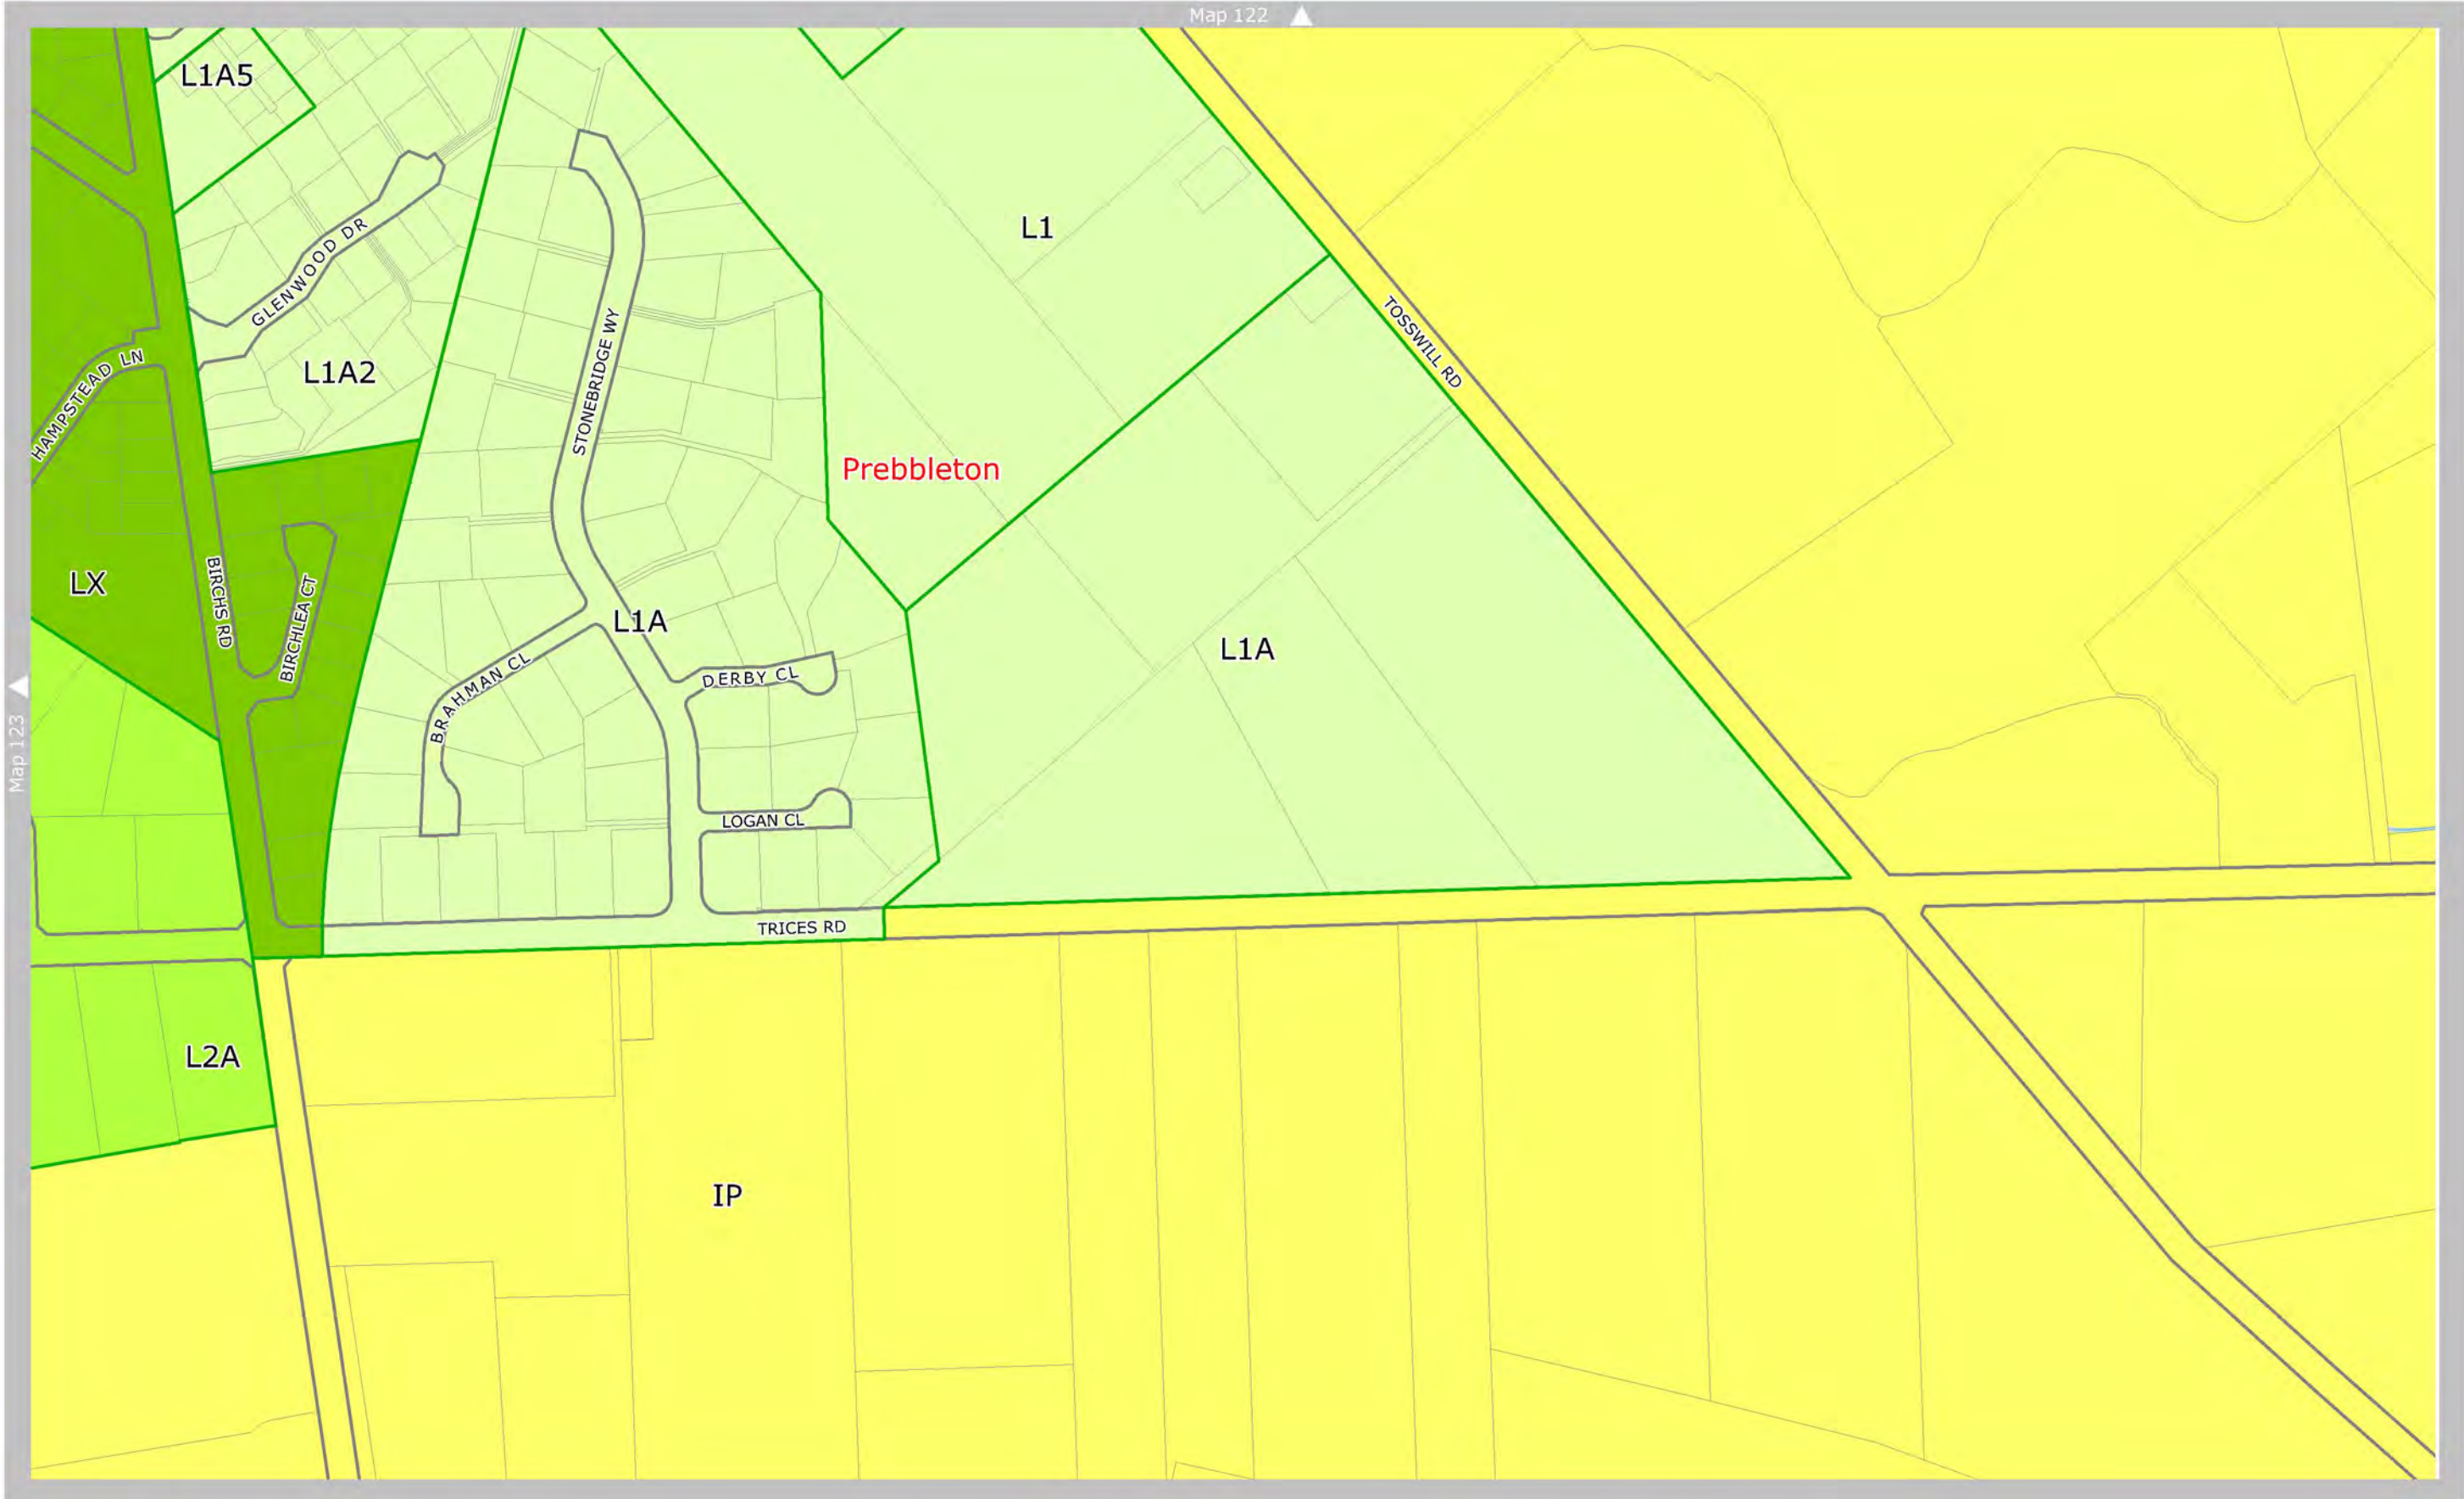 Map 122
L1A5
L1
GLENWOOD DR
TOSSWILL RD
HAMPSTEAD LN
L1A2
STONEBRIDGE WY
Prebbleton
LX
BIRCHS RD
BIRCHLEA CT
L1A
L1A
BRAHMAN CL
DERBY CL
Map 123
LOGAN CL
TRICES RD
L2A
IP